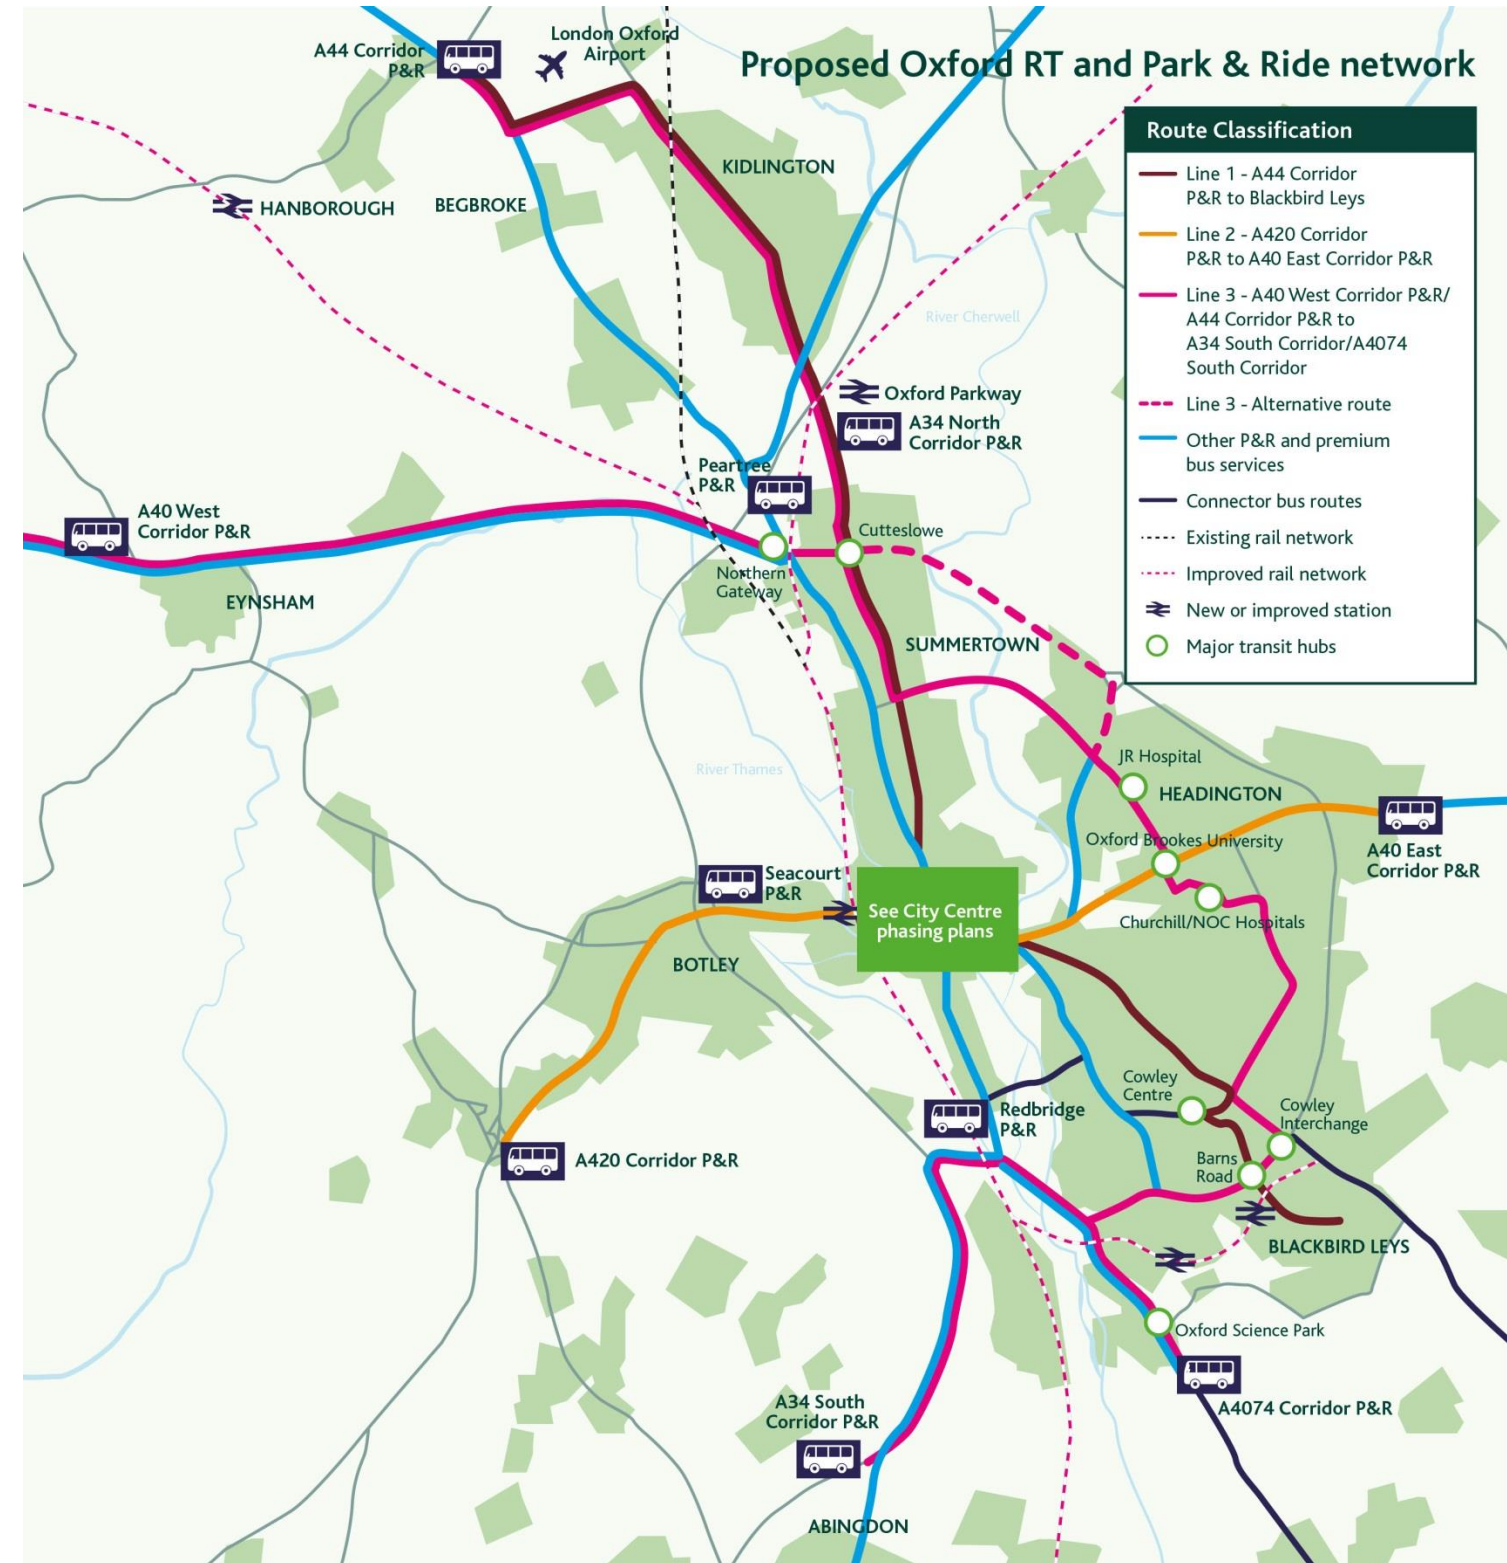 Proposed Oxford RT and Park & Ride network
A44 Corridor
P&R
London Oxford
Airport
Route Classification
Line 1 - A44 Corridor
P&R to Blackbird Leys
Line 2 - A420 Corridor
P&R to A40 East Corridor P&R
Line 3 - A40 West Corridor P&R/
A44 Corridor P&R to
A34 South Corridor/A4074
South Corridor
Line 3 - Alternative route
Other P&R and premium
bus services
Connector bus routes
Existing rail network
Improved rail network
New or improved station
Major transit hubs
KIDLINGTON
HANBOROUGH
BEGBROKE
River Cherwell
Oxford Parkway
A34 North
Corridor P&R
Peartree
P&R
A40 West
Corridor P&R
Cutteslowe
Northern
Gateway
EYNSHAM
SUMMERTOWN
JR Hospital
River Thames
HEADINGTON
Oxford Brookes University
A40 East
Corridor P&R
Seacourt
P&R
See City Centre
phasing plans
Churchill/NOC Hospitals
BOTLEY
Cowley
Centre
Cowley
Interchange
Redbridge
P&R
Barns
Road
A420 Corridor P&R
BLACKBIRD LEYS
Oxford Science Park
A4074 Corridor P&R
A34 South
Corridor P&R
ABINGDON